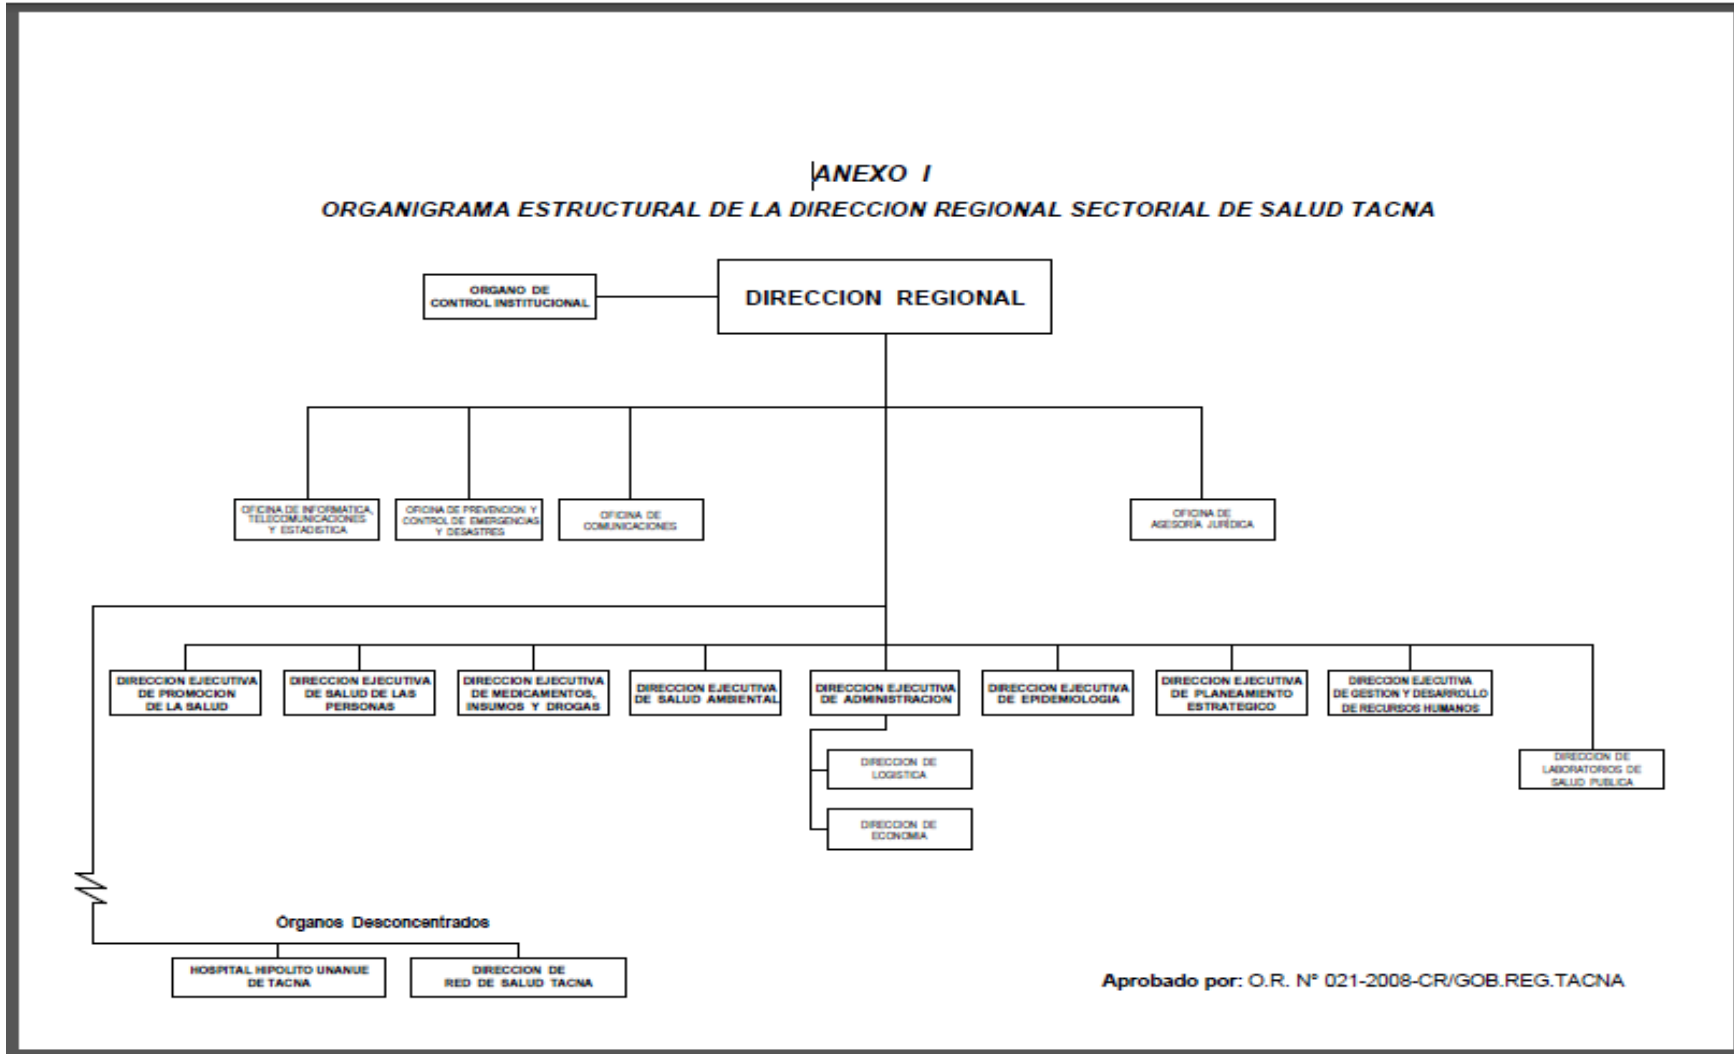 ANEXO I
ORGANIGRAMA ESTRUCTURAL DE LA DIRECCION REGIONAL SECTORIAL DE SALUD TACNA
ORGANO DE
CONTROL INSTITUCIONAL
DIRECCION REGIONAL
OFICINA DE INFORMATICA,
TELECOMUNICACIONES
Y ESTADISTICA
OFICINA DE PREVENCION Y
CONTROL DE EMERGENCIAS
Y DESASTRES
OFICINA DE
COMUNICACIONES
OFICINA DE
ASESORÍA JURÍDICA
DIRECCION EJECUTIVA
DE PROMOCION
DE LA SALUD
DIRECCION EJECUTIVA
DE SALUD DE LAS
PERSONAS
DIRECCION EJECUTIVA
DE MEDICAMENTOS,
INSUMOS Y DROGAS
DIRECCION EJECUTIVA
DE SALUD AMBIENTAL
DIRECCION EJECUTIVA
DE ADMINISTRACION
DIRECCION EJECUTIVA
DE EPIDEMIOLOGIA
DIRECCION EJECUTIVA
DE PLANEAMIENTO
ESTRATEGICO
DIRECCION EJECUTIVA
DE GESTION Y DESARROLLO
DE RECURSOS HUMANOS
DIRECCION DE
LOGISTICA
DIRECCION DE
ECONOMIA
DIRECCION DE
LABORATORIOS DE
SALUD PUBLICA
Órganos Desconcentrados
HOSPITAL HIPOLITO UNANUE
DE TACNA
DIRECCION DE
RED DE SALUD TACNA
Aprobado por: O.R. N° 021-2008-CR/GOB.REG.TACNA